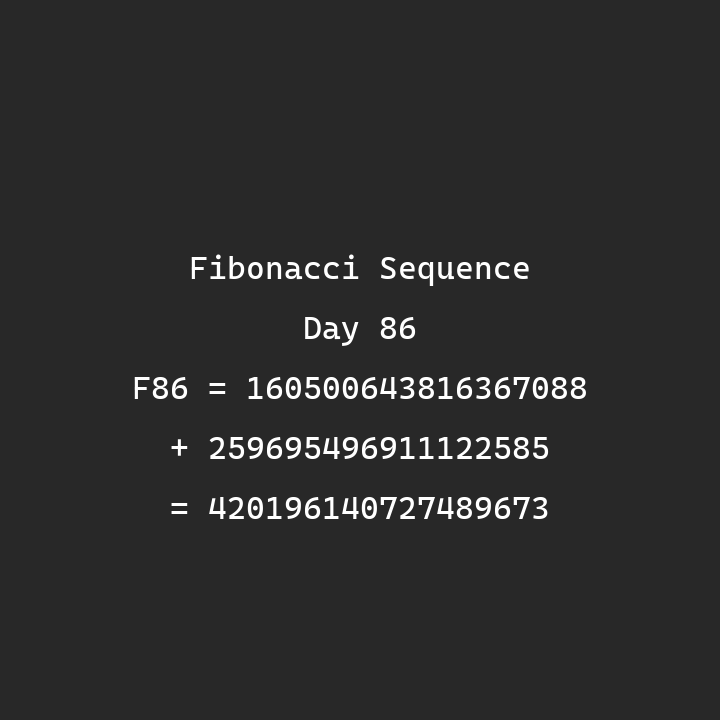 Fibonacci Sequence
Day 86
F86 = 160500643816367088
+ 259695496911122585
= 420196140727489673